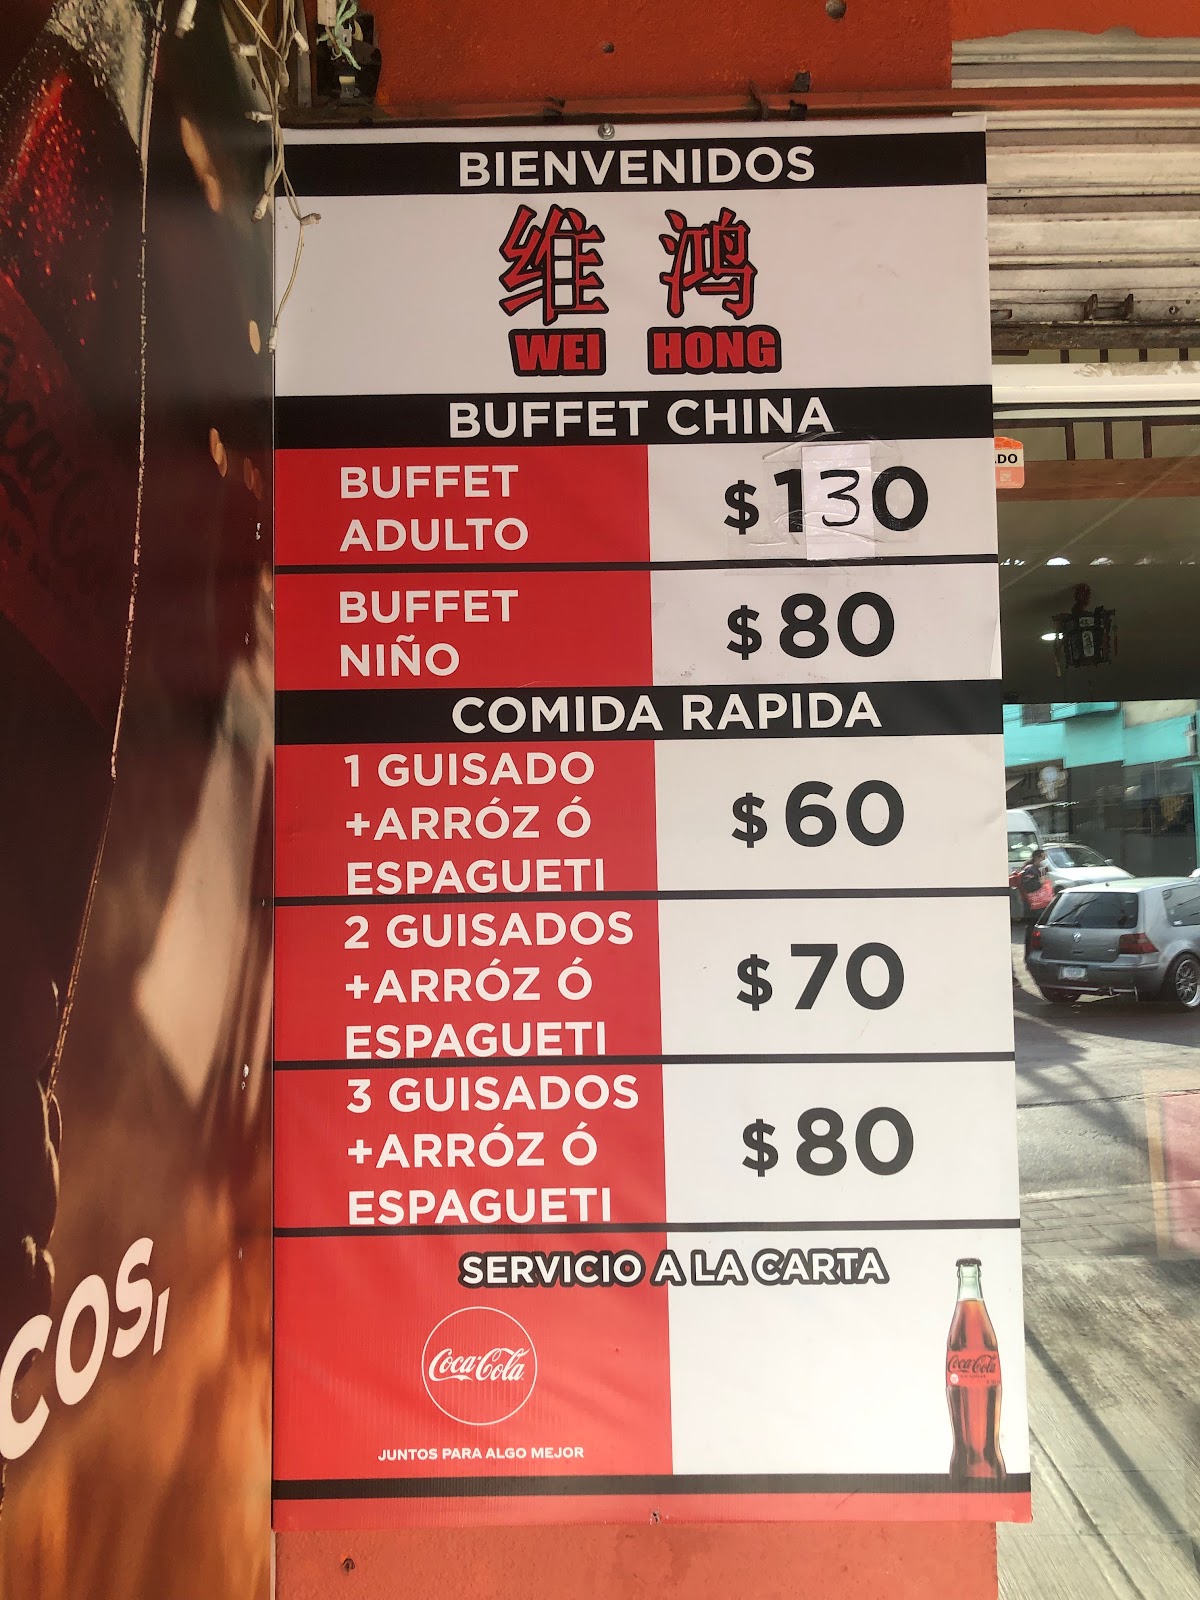 BIENVENIDOS
维 鸿
WEI HONG
BUFFET CHINA
BUFFET
ADULTO
$ 130
BUFFET
NIÑO
$ 80
COMIDA RAPIDA
1 GUISADO
+ARRÓZ Ó
ESPAGUETI
$ 60
2 GUISADOS
+ARRÓZ Ó
ESPAGUETI
$ 70
3 GUISADOS
+ARRÓZ Ó
ESPAGUETI
$ 80
SERVICIO A LA CARTA
Coca-Cola
JUNTOS PARA ALGO MEJOR
Coca-Cola
COS,